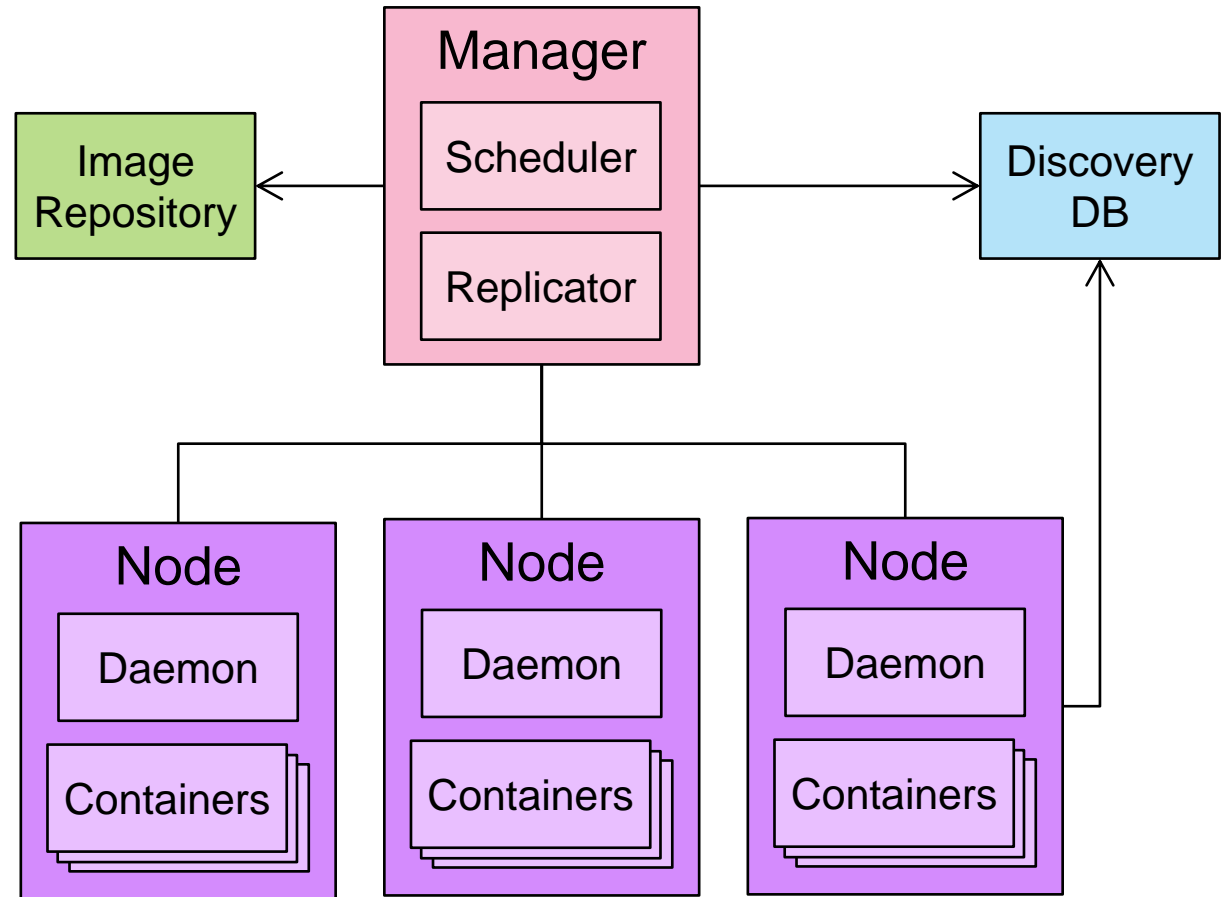 Manager
Scheduler
Replicator
Image
Repository
Discovery
DB
Node
Daemon
Containers
Node
Daemon
Containers
Node
Daemon
Containers